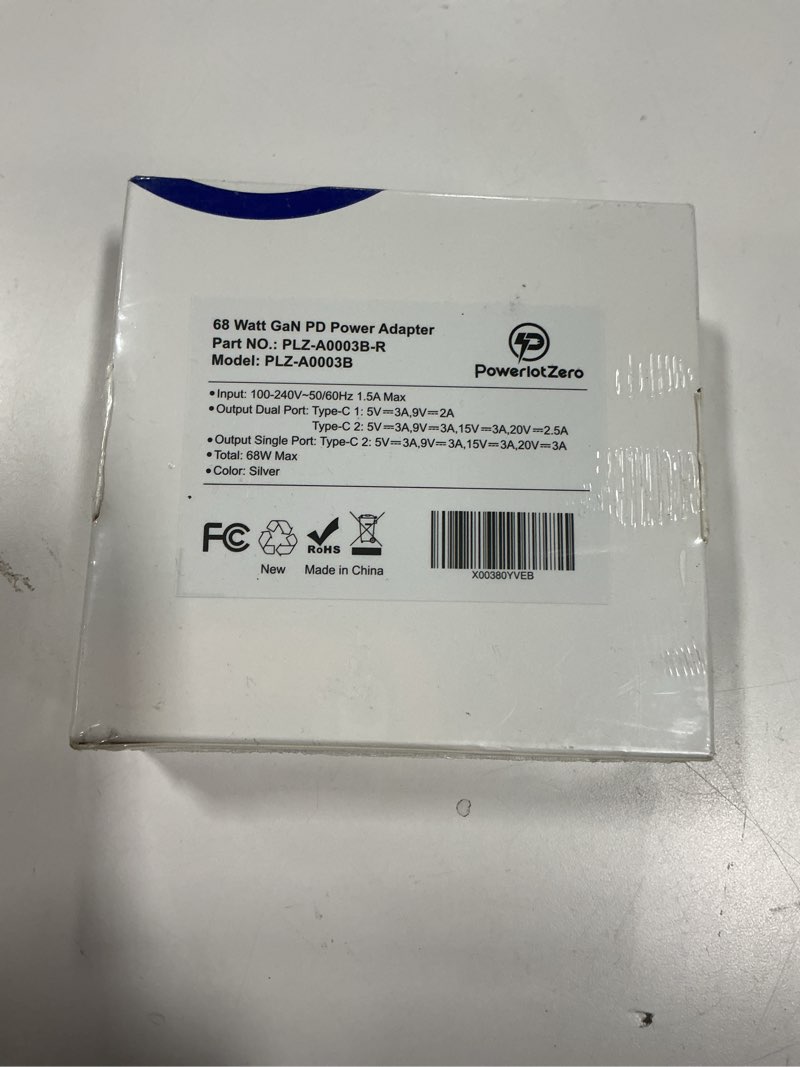 68 Watt GaN PD Power Adapter
Part NO.: PLZ-A0003B-R
Model: PLZ-A0003B
PowerlotZero
• Input: 100-240V~50/60Hz 1.5A Max
• Output Dual Port: Type-C 1: 5V⎓3A,9V⎓2A
Type-C 2: 5V⎓3A,9V⎓3A,15V⎓3A,20V⎓2.5A
• Output Single Port: Type-C 2: 5V⎓3A,9V⎓3A,15V⎓3A,20V⎓3A
• Total: 68W Max
• Color: Silver
FC
RoHS
New Made in China
X00380YVEB